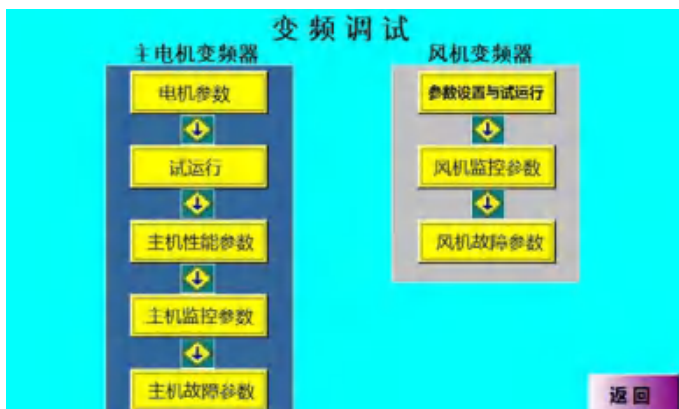 变频调试
主电机变频器
电机参数
试运行
主机性能参数
主机监控参数
主机故障参数
风机变频器
参数设置与试运行
风机监控参数
风机故障参数
返回